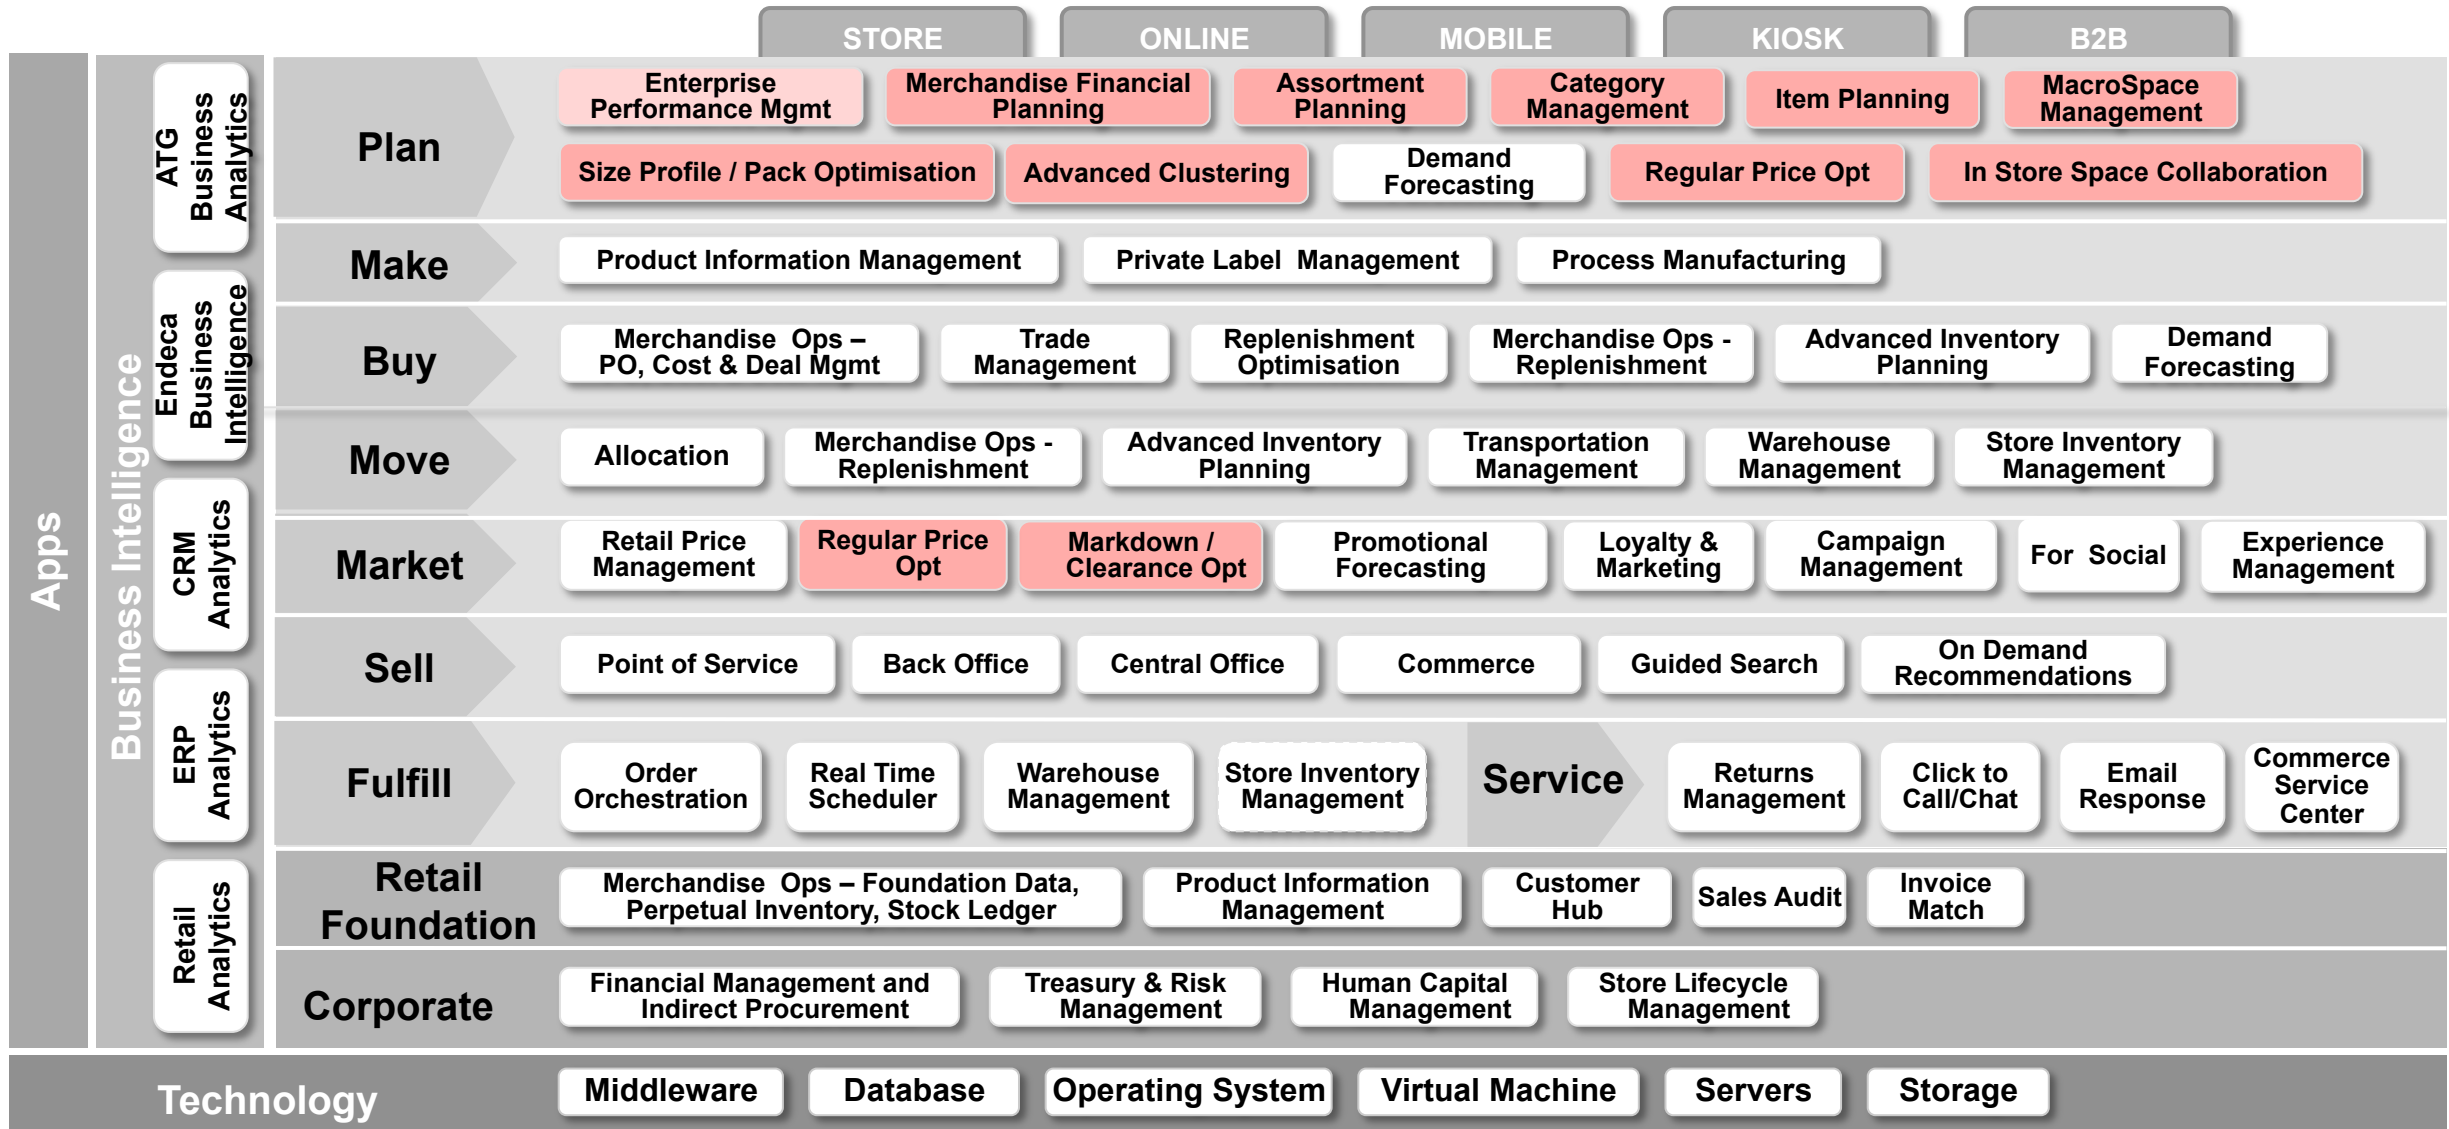 STORE
ONLINE
MOBILE
KIOSK
B2B
Apps
Business Intelligence
ATG
Business
Analytics
Endeca
Business
Intelligence
CRM
Analytics
ERP
Analytics
Retail
Analytics
Plan
Enterprise
Performance Mgmt
Merchandise Financial
Planning
Assortment
Planning
Category
Management
Item Planning
MacroSpace
Management
Size Profile / Pack Optimisation
Advanced Clustering
Demand
Forecasting
Regular Price Opt
In Store Space Collaboration
Make
Product Information Management
Private Label Management
Process Manufacturing
Buy
Merchandise Ops –
PO, Cost & Deal Mgmt
Trade
Management
Replenishment
Optimisation
Merchandise Ops -
Replenishment
Advanced Inventory
Planning
Demand
Forecasting
Move
Allocation
Merchandise Ops -
Replenishment
Advanced Inventory
Planning
Transportation
Management
Warehouse
Management
Store Inventory
Management
Market
Retail Price
Management
Regular Price
Opt
Markdown /
Clearance Opt
Promotional
Forecasting
Loyalty &
Marketing
Campaign
Management
For Social
Experience
Management
Sell
Point of Service
Back Office
Central Office
Commerce
Guided Search
On Demand
Recommendations
Fulfill
Order
Orchestration
Real Time
Scheduler
Warehouse
Management
Store Inventory
Management
Service
Returns
Management
Click to
Call/Chat
Email
Response
Commerce
Service
Center
Retail
Foundation
Merchandise Ops – Foundation Data,
Perpetual Inventory, Stock Ledger
Product Information
Management
Customer
Hub
Sales Audit
Invoice
Match
Corporate
Financial Management and
Indirect Procurement
Treasury & Risk
Management
Human Capital
Management
Store Lifecycle
Management
Technology
Middleware
Database
Operating System
Virtual Machine
Servers
Storage